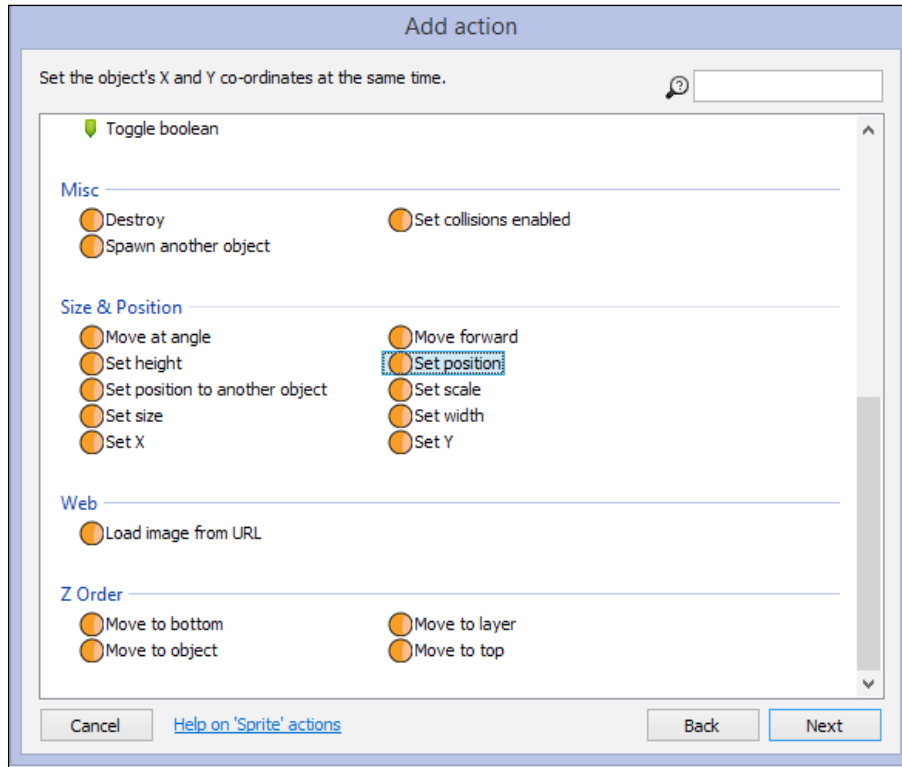 Add action
Set the object's X and Y co-ordinates at the same time.
Toggle boolean
Misc
Destroy
Set collisions enabled
Spawn another object
Size & Position
Move at angle
Move forward
Set height
Set position
Set position to another object
Set scale
Set size
Set width
Set X
Set Y
Web
Load image from URL
Z Order
Move to bottom
Move to layer
Move to object
Move to top
Cancel
Help on 'Sprite' actions
Back
Next